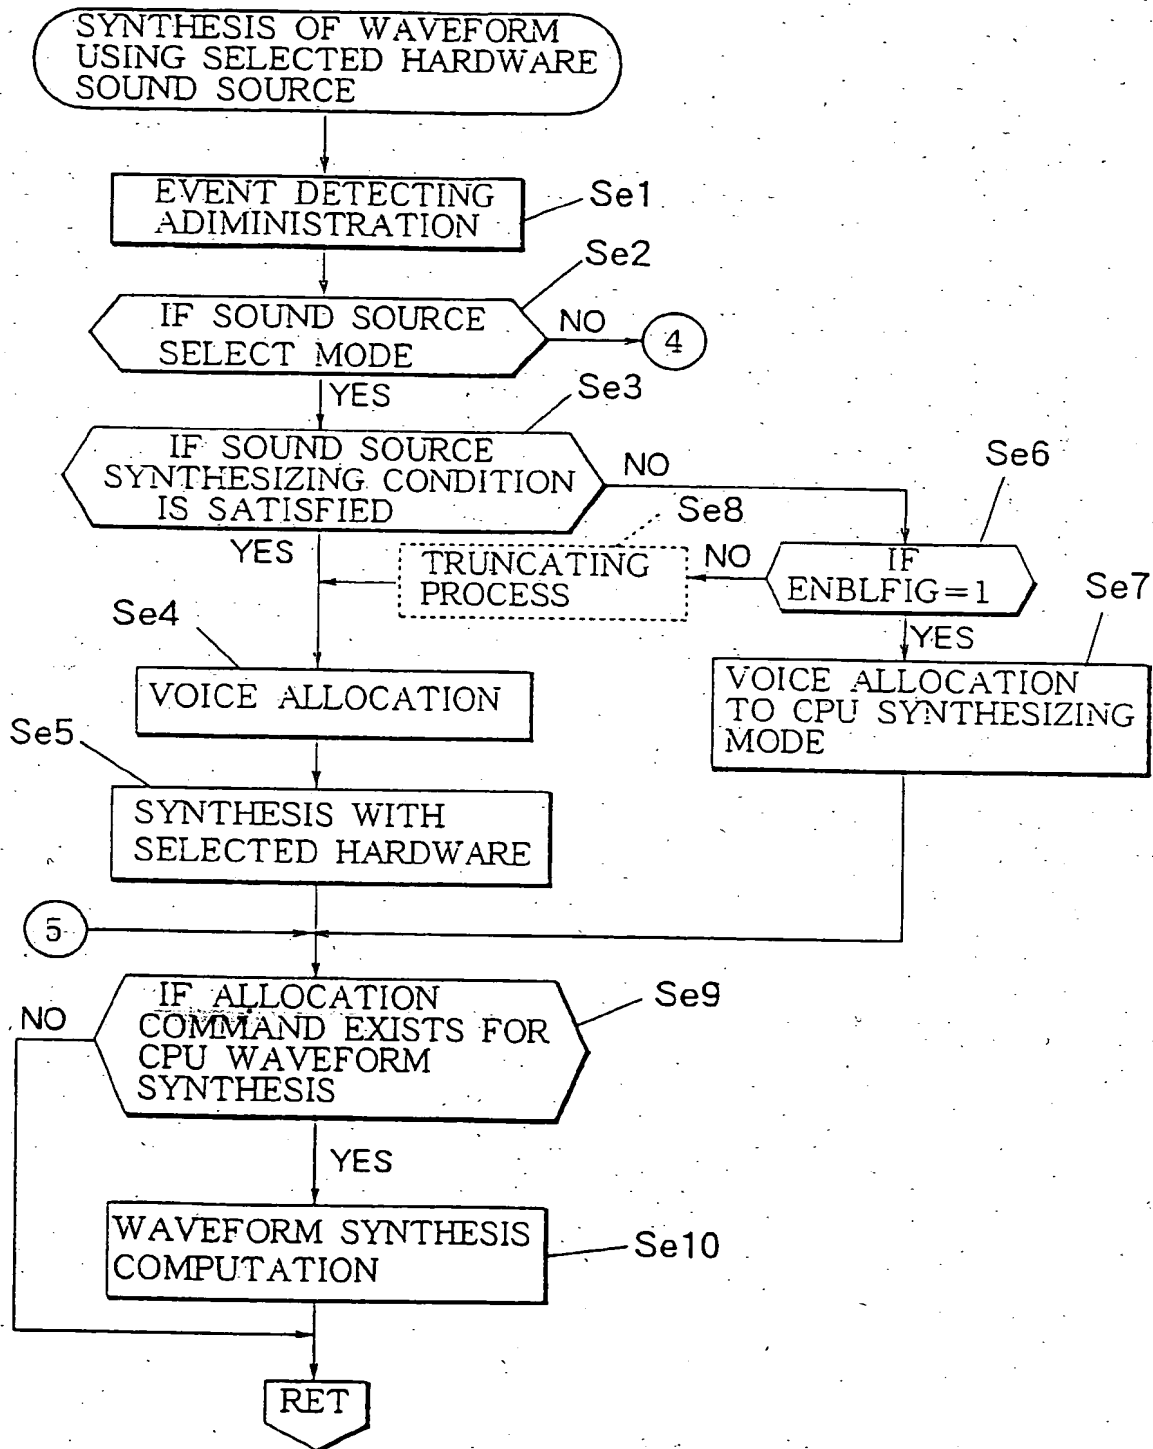 SYNTHESIS OF WAVEFORM
USING SELECTED HARDWARE
SOUND SOURCE
EVENT DETECTING
ADIMINISTRATION
Se1
Se2
IF SOUND SOURCE
SELECT MODE
NO
4
YES
Se3
IF SOUND SOURCE
SYNTHESIZING CONDITION
IS SATISFIED
NO
Se6
YES
Se8
TRUNCATING
PROCESS
NO
IF
ENBLFIG=1
Se7
YES
Se4
VOICE ALLOCATION
VOICE ALLOCATION
TO CPU SYNTHESIZING
MODE
Se5
SYNTHESIS WITH
SELECTED HARDWARE
5
IF ALLOCATION
COMMAND EXISTS FOR
CPU WAVEFORM
SYNTHESIS
Se9
NO
YES
WAVEFORM SYNTHESIS
COMPUTATION
Se10
RET